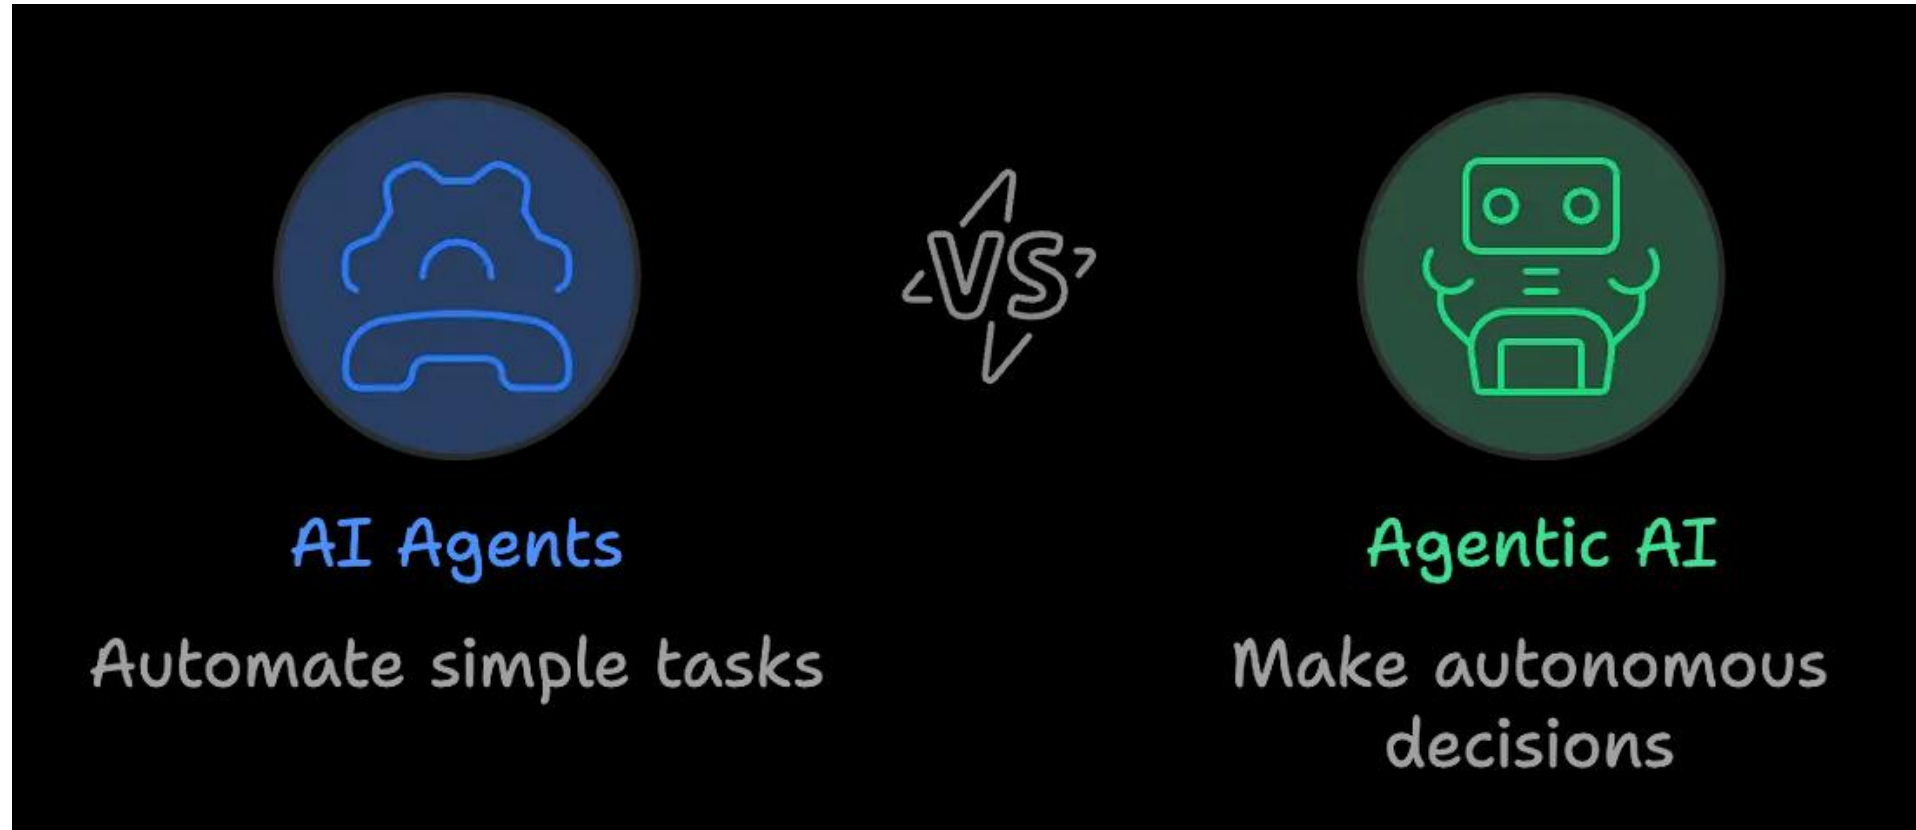 VS
AI Agents
Agentic AI
Automate simple tasks
Make autonomous
decisions